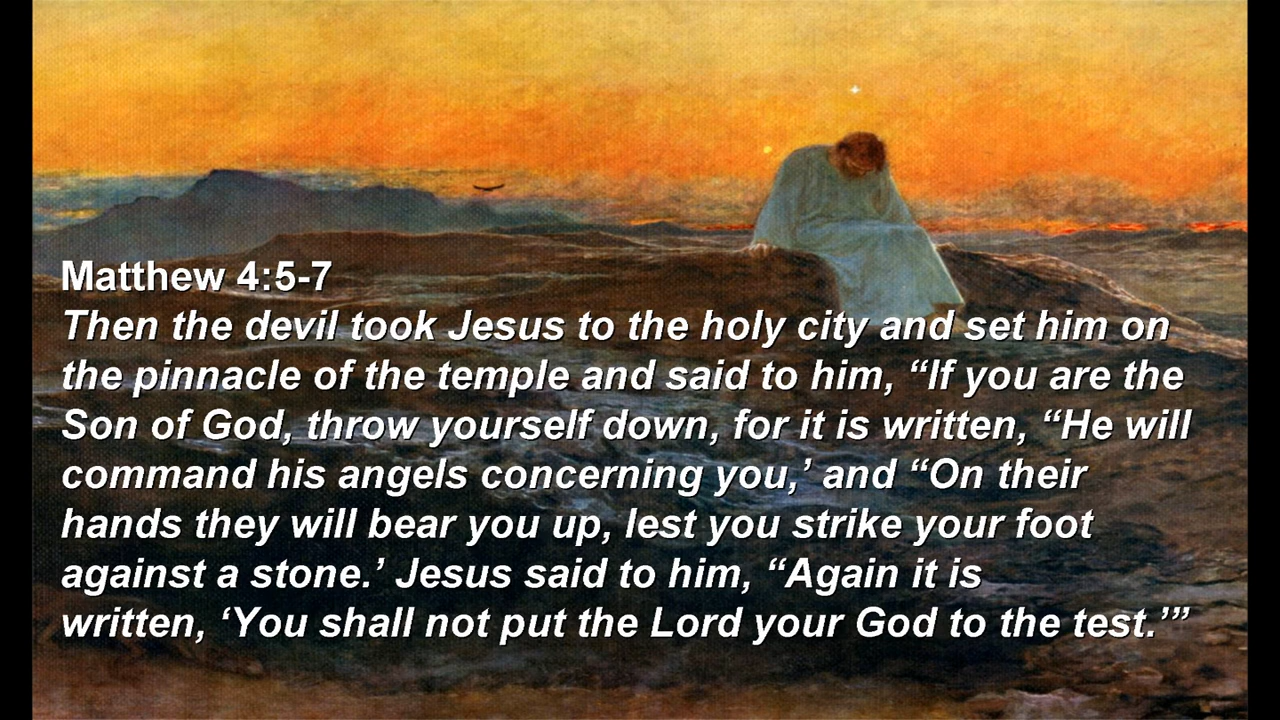 Matthew 4:5-7
Then the devil took Jesus to the holy city and set him on
the pinnacle of the temple and said to him, “If you are the
Son of God, throw yourself down, for it is written, “He will
command his angels concerning you,’ and “On their
hands they will bear you up, lest you strike your foot
against a stone.’ Jesus said to him, “Again it is
written, ‘You shall not put the Lord your God to the test.’”